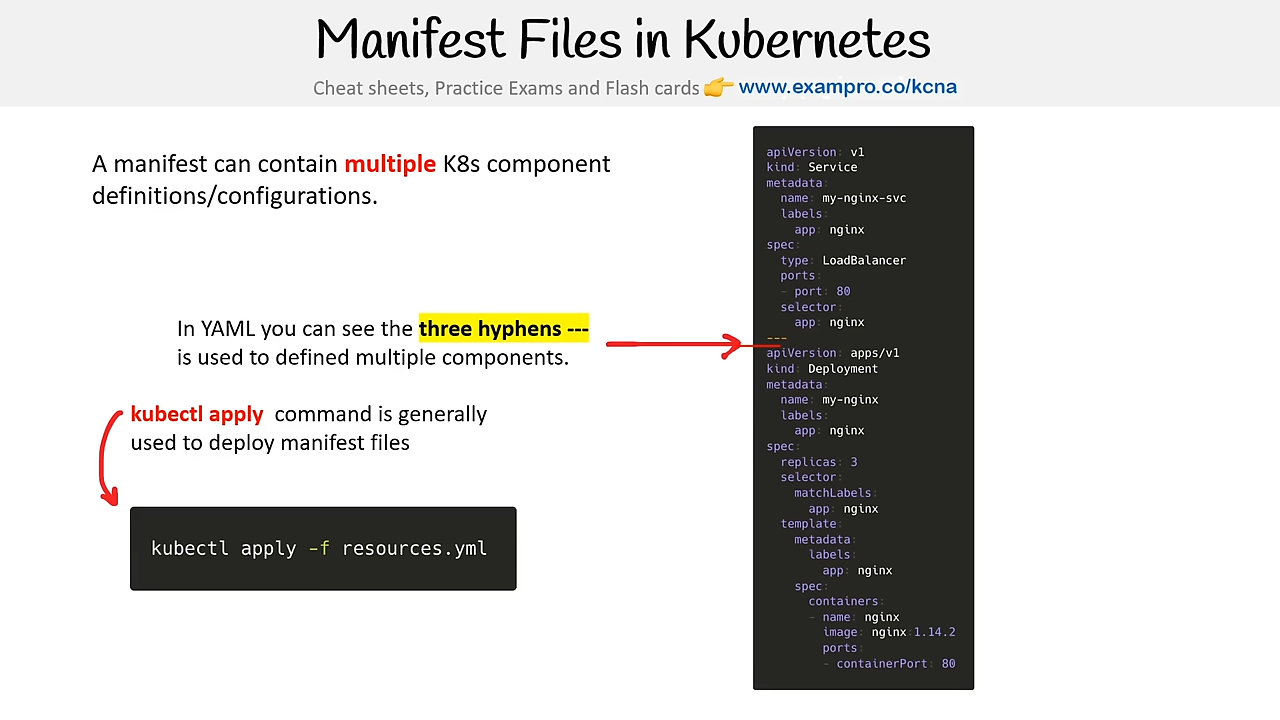 Manifest Files in Kubernetes
Cheat sheets, Practice Exams and Flash cards 👉 www.exampro.co/kcna
A manifest can contain multiple K8s component
definitions/configurations.
In YAML you can see the three hyphens ---
is used to defined multiple components.
kubectl apply command is generally
used to deploy manifest files
kubectl apply -f resources.yml
apiVersion: v1
kind: Service
metadata:
  name: my-nginx-svc
  labels:
    app: nginx
spec:
  type: LoadBalancer
  ports:
  - port: 80
  selector:
    app: nginx
---
apiVersion: apps/v1
kind: Deployment
metadata:
  name: my-nginx
  labels:
    app: nginx
spec:
  replicas: 3
  selector:
    matchLabels:
      app: nginx
  template:
    metadata:
      labels:
        app: nginx
    spec:
      containers:
      - name: nginx
        image: nginx:1.14.2
        ports:
        - containerPort: 80